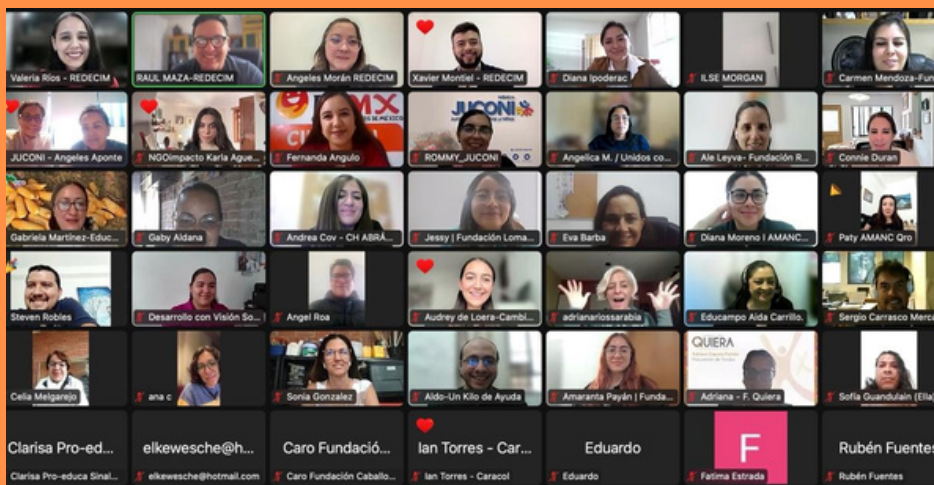 Valeria Ríos - REDECIM
RAUL MAZA-REDECIM
Angeles Morán REDECIM
Xavier Montiel - REDECIM
Diana Ipoderac
ILSE MORGAN
Carmen Mendoza-Fun
JUCONI - Angeles Aponte
NGOimpacto Karla Ague...
MX
S DE MÉXICO
Fernanda Angulo
JUCONI
ROMMY_JUCONI
Angelica M. / Unidos co...
Ale Leyva- Fundación R...
Connie Duran
Gabriela Martínez-Educ...
Gaby Aldana
Andrea Cov - CH ABRÁ...
Jessy | Fundación Loma...
Eva Barba
Diana Moreno I AMANC...
Paty AMANC Qro
Steven Robles
Desarrollo con Visión So...
Angel Roa
Audrey de Loera-Cambi...
adrianariossarabia
Educampo Aida Carrillo.
Sergio Carrasco Merca
Celia Melgarejo
ana c
Sonia Gonzalez
Aldo-Un Kilo de Ayuda
Amaranta Payán | Funda...
QUIERA
Adriana - F. Quiera
Sofía Guandulain (Ella)
Clarisa Pro-ed...
elkewesche@h...
Caro Fundació...
Ian Torres - Car...
Eduardo
F
Rubén Fuentes
Clarisa Pro-educa Sinal...
elkewesche@hotmail.com
Caro Fundación Caballo...
Ian Torres - Caracol
Eduardo
Fatima Estrada
Rubén Fuentes